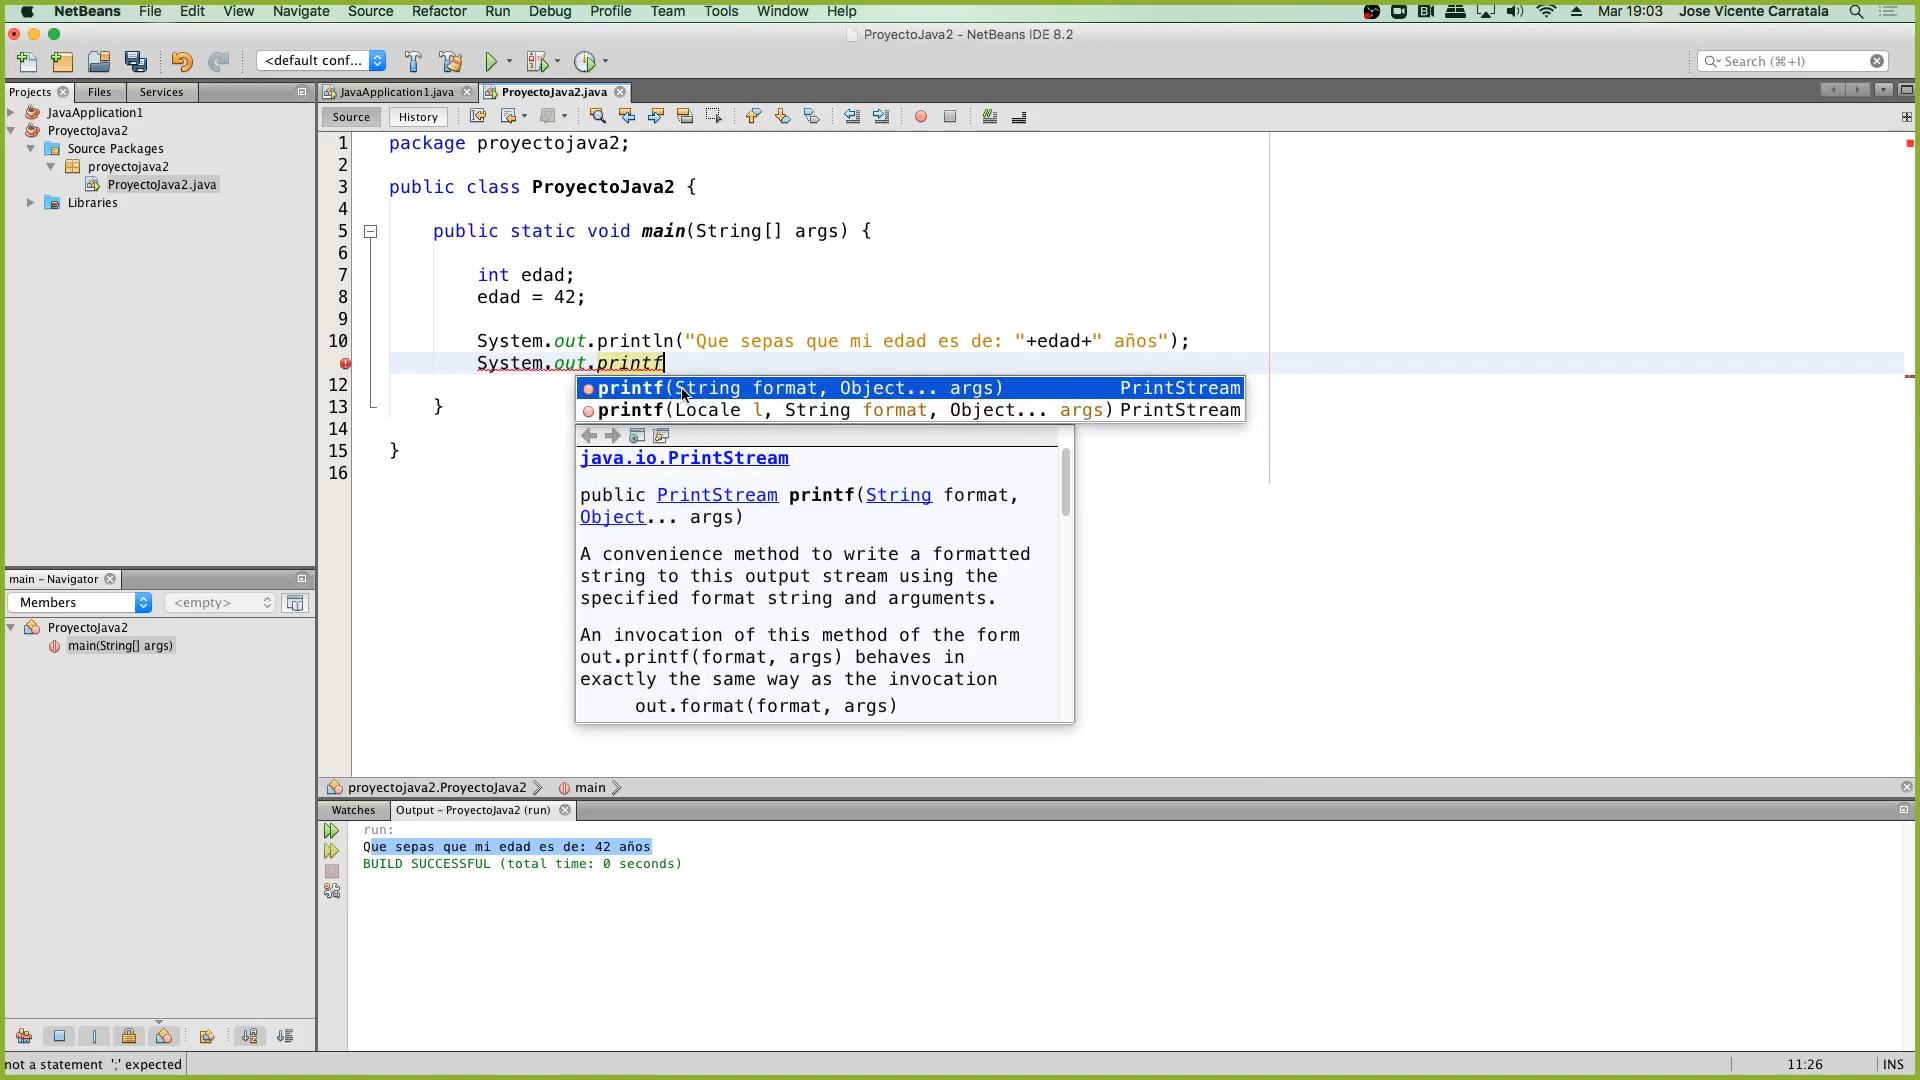 NetBeans File Edit View Navigate Source Refactor Run Debug Profile Team Tools Window Help Mar 19:03 Jose Vicente Carratala
ProyectoJava2 - NetBeans IDE 8.2
<default conf... Search (⌘+I)
Projects Files Services
JavaApplication1.java ProyectoJava2.java
JavaApplication1
ProyectoJava2
Source Packages
proyectojava2
ProyectoJava2.java
Libraries
Source History
1 package proyectojava2;
2
3 public class ProyectoJava2 {
4
5 public static void main(String[] args) {
6
7 int edad;
8 edad = 42;
9
10 System.out.println("Que sepas que mi edad es de: "+edad+" años");
System.out.printf
12
13 }
14
15 }
16
printf(String format, Object... args) PrintStream
printf(Locale l, String format, Object... args) PrintStream
java.io.PrintStream
public PrintStream printf(String format,
Object... args)
A convenience method to write a formatted
string to this output stream using the
specified format string and arguments.
An invocation of this method of the form
out.printf(format, args) behaves in
exactly the same way as the invocation
out.format(format, args)
main - Navigator
Members <empty>
ProyectoJava2
main(String[] args)
proyectojava2.ProyectoJava2 main
Watches Output - ProyectoJava2 (run)
run:
Que sepas que mi edad es de: 42 años
BUILD SUCCESSFUL (total time: 0 seconds)
not a statement ';' expected 11:26 INS